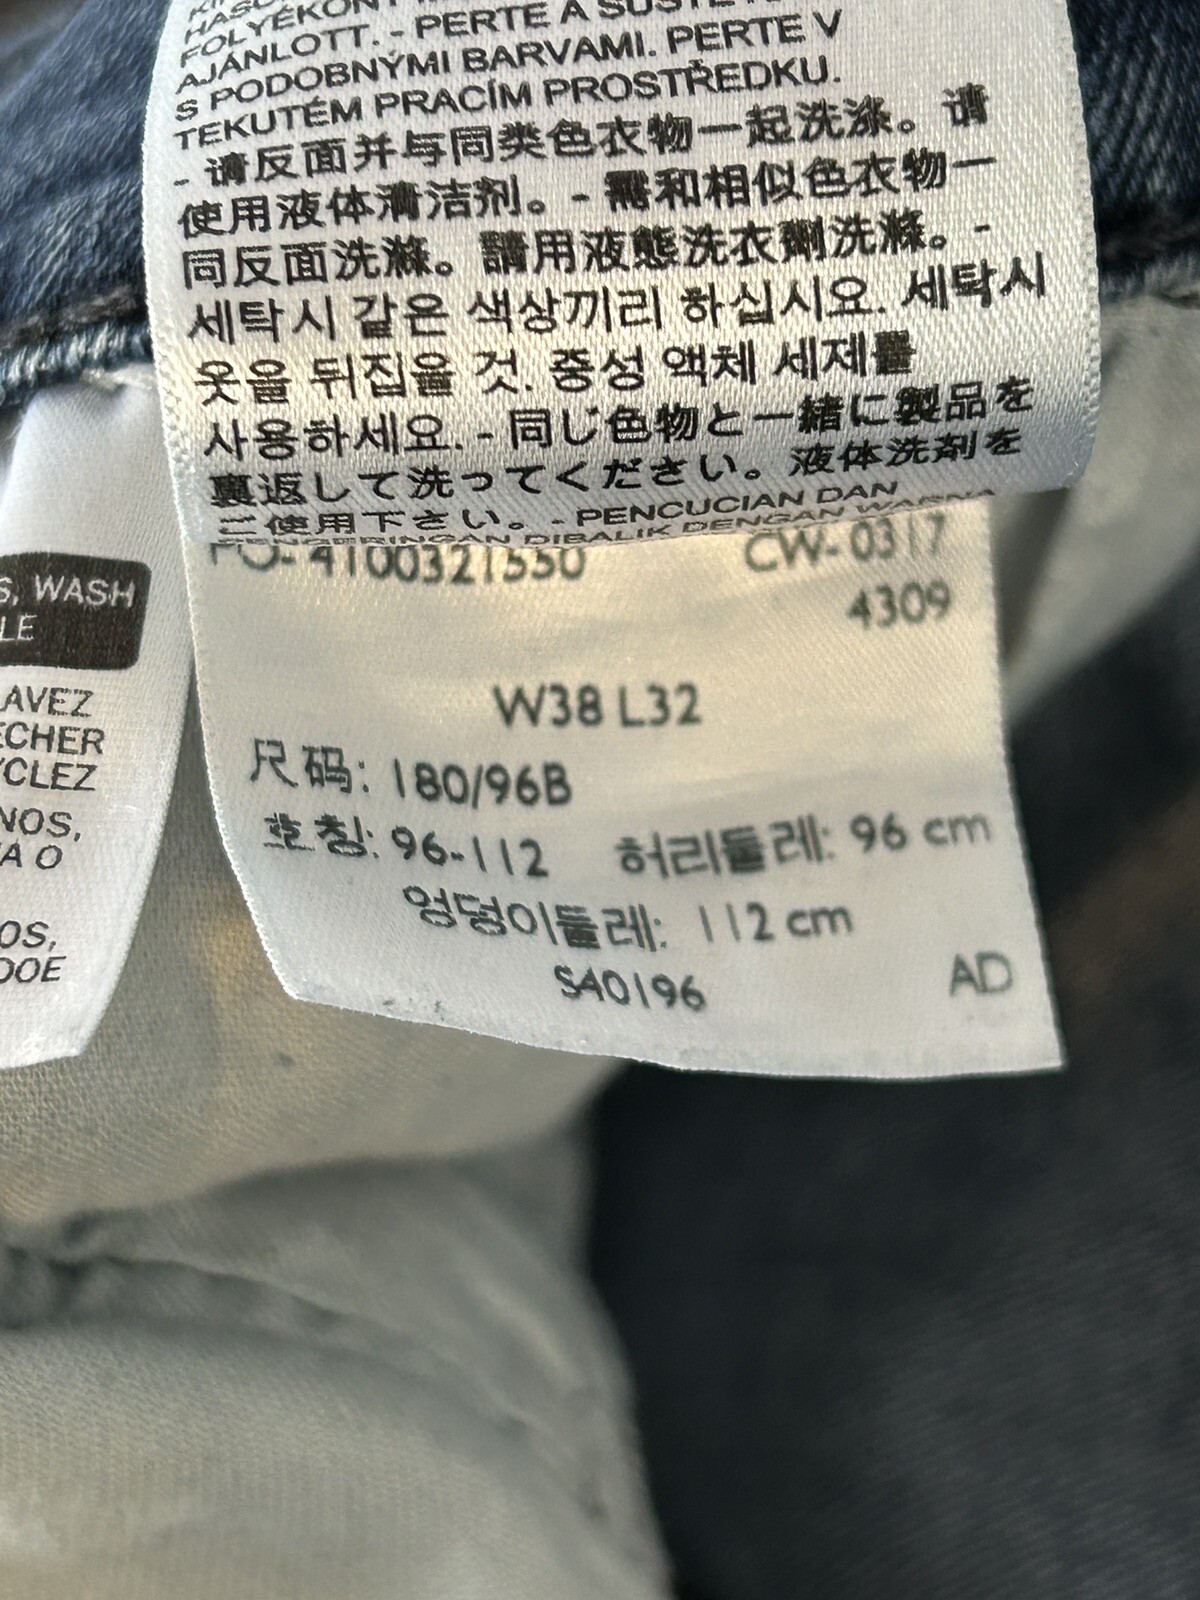 FOLYÉKONY
AJÁNLOTT. - PERTE A
S PODOBNÝMI BARVAMI. PERTE V
TEKUTÉM PRACÍM PROSTŘEDKU.
- 请反面并与同类色衣物一起洗涤。请
使用液体清洁剂。- 需和相似色衣物一
同反面洗滌。請用液態洗衣劑洗滌。-
세탁시 같은 색상끼리 하십시요. 세탁시
옷을 뒤집을 것. 중성 액체 세제를
사용하세요. - 同じ色物と一緒に製品を
裏返して洗ってください。液体洗剤を
ご使用下さい。- PENCUCIAN DAN
DIBALIK DENGAN WARNA
PO- 4100321550 CW- 0317
4309
W38 L32
尺码: 180/96B
호칭: 96-112 허리둘레: 96 cm
엉덩이둘레: 112 cm
S40196 AD
S, WASH
LE
LAVEZ
ECHER
YCLEZ
NOS,
A O
OS,
DOE